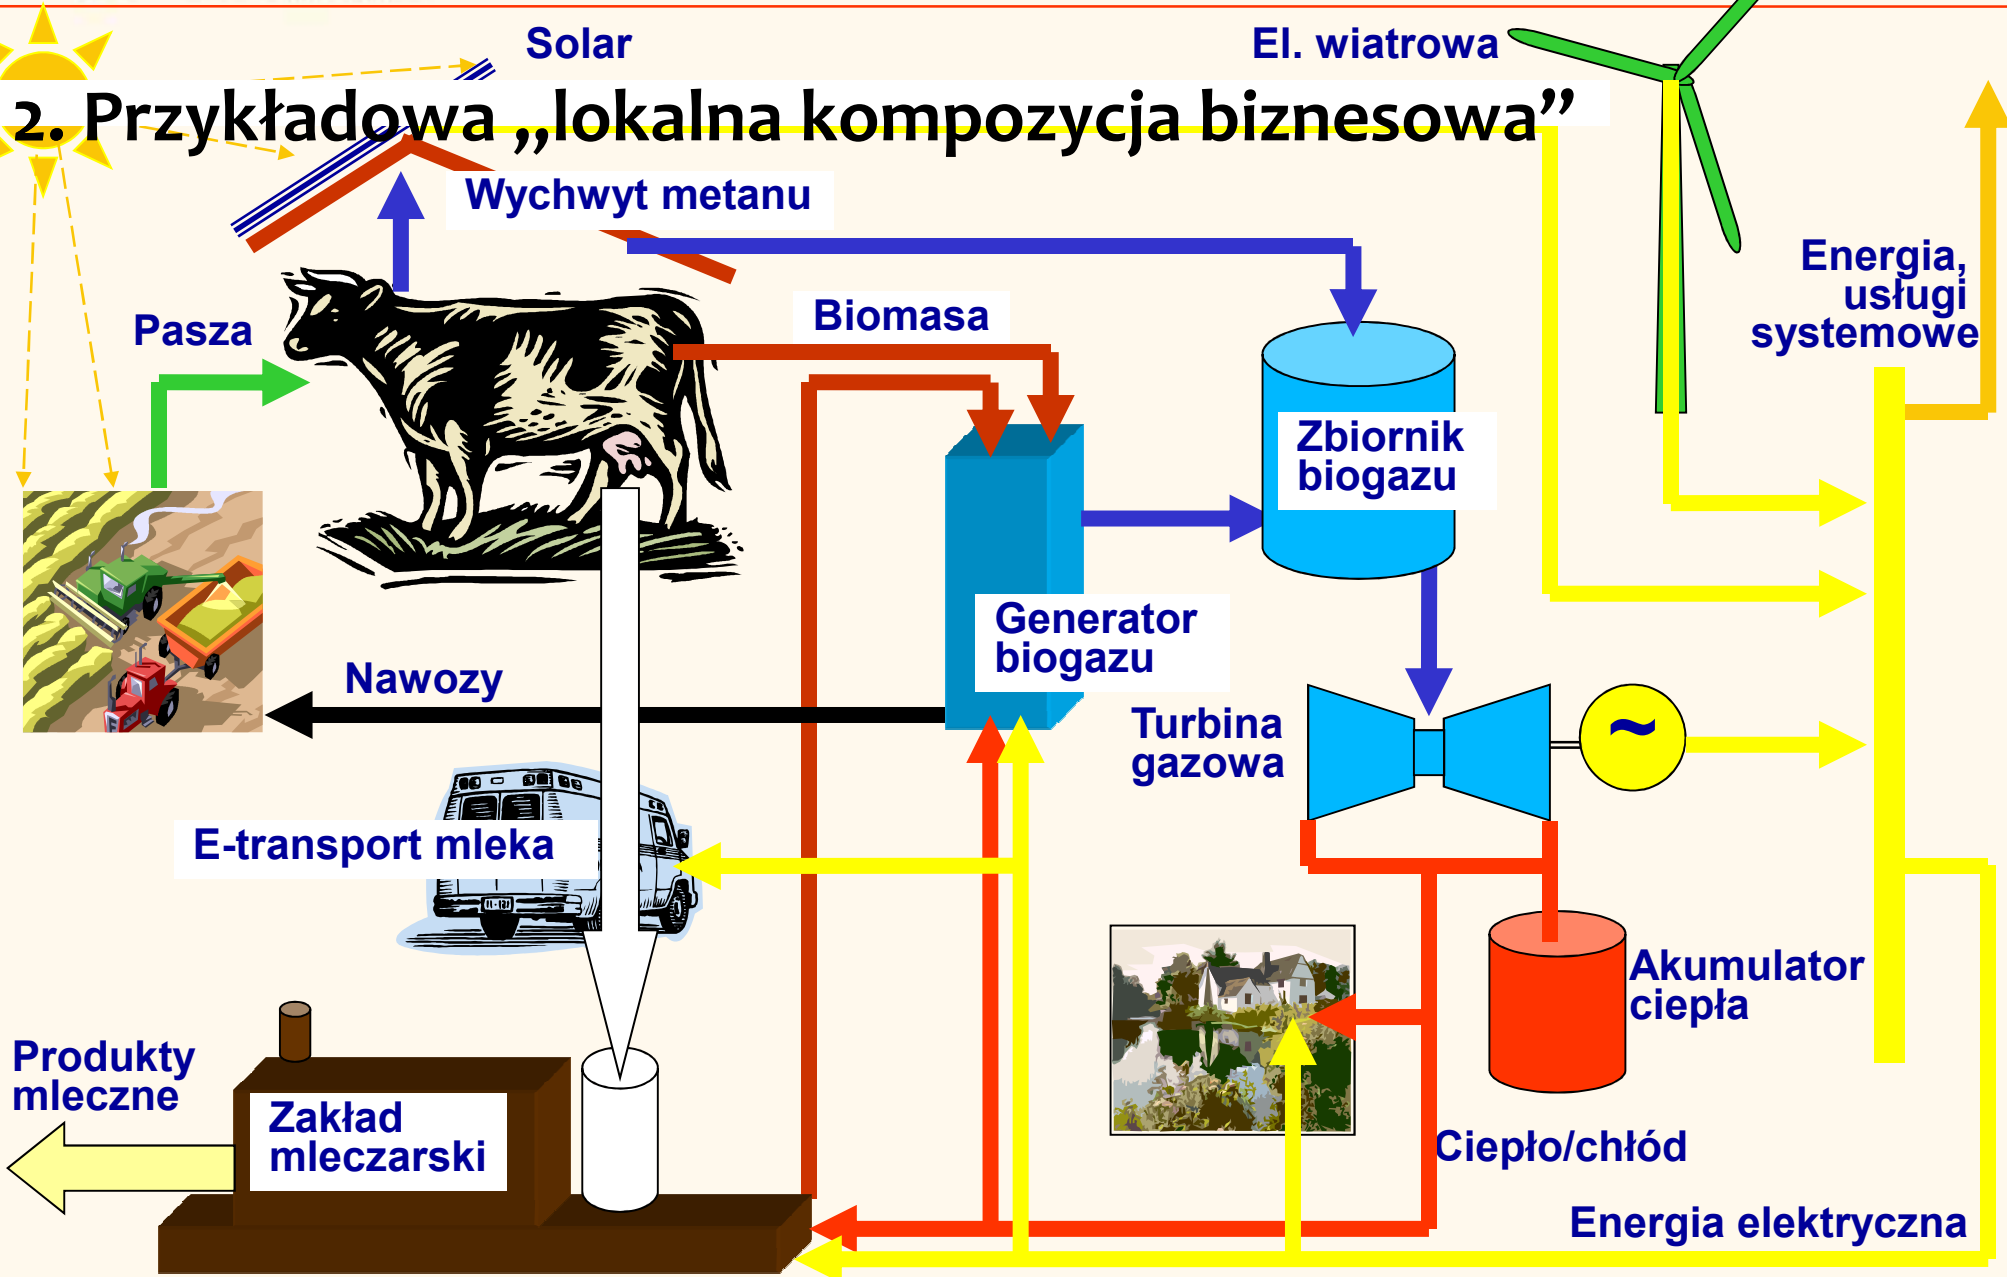 Solar
El. wiatrowa
2. Przykładowa „lokalna kompozycja biznesowa”
Wychwyt metanu
Energia,
usługi
systemowe
Pasza
Biomasa
Zbiornik
biogazu
Generator
biogazu
Nawozy
Turbina
gazowa
~
E-transport mleka
Akumulator
ciepła
Produkty
mleczne
Zakład
mleczarski
Ciepło/chłód
Energia elektryczna